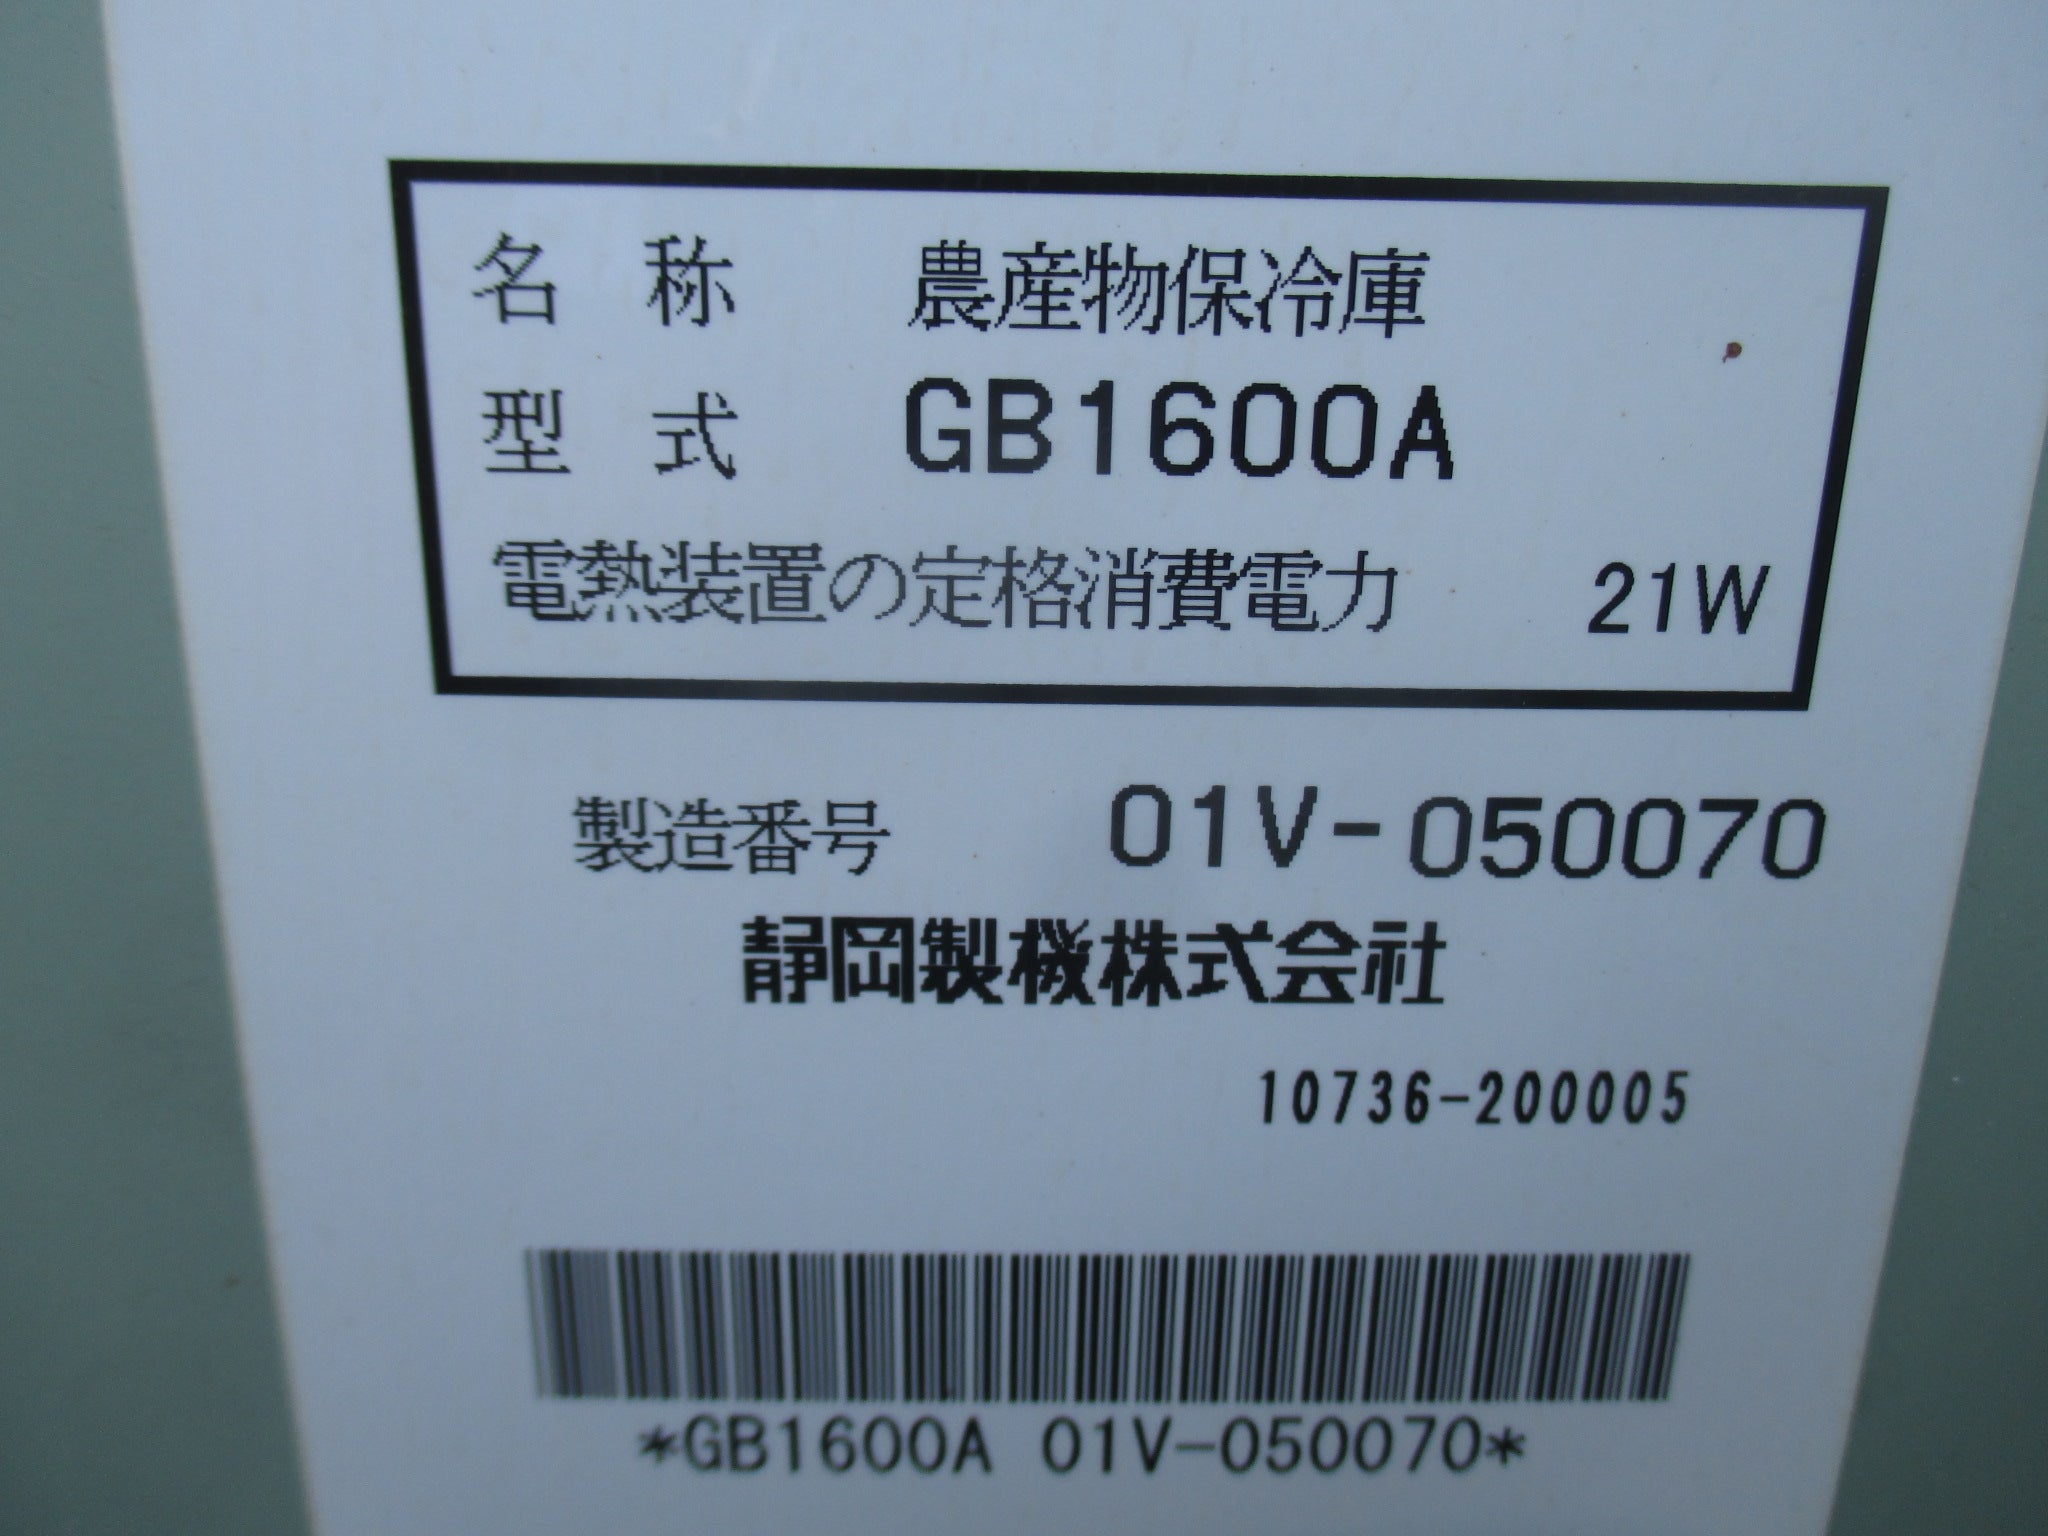 名 称 農産物保冷庫
型 式 GB1600A
電熱装置の定格消費電力 21W
製造番号 01V-050070
静岡製機株式会社
10736-200005
*GB1600A 01V-050070*